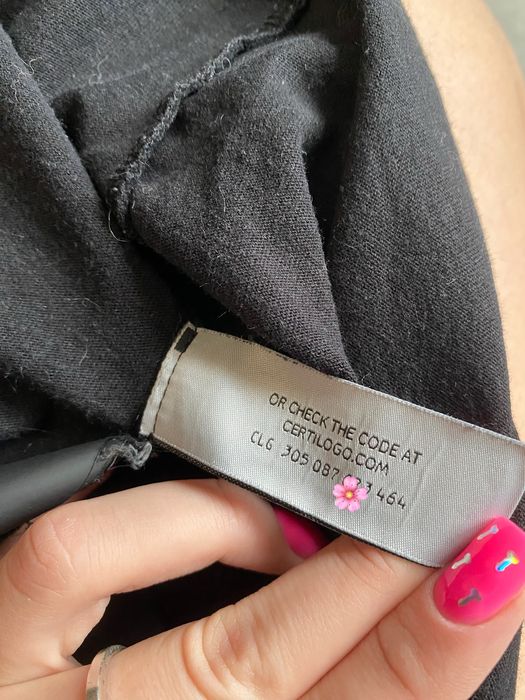 OR CHECK THE CODE AT
CERTILOGO.COM
CLG 305 087 464